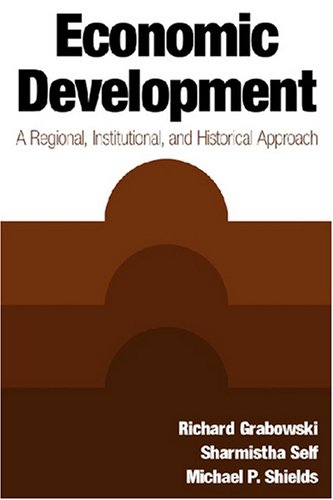 Economic
Development
A Regional, Institutional, and Historical Approach
Richard Grabowski
Sharmistha Self
Michael P. Shields